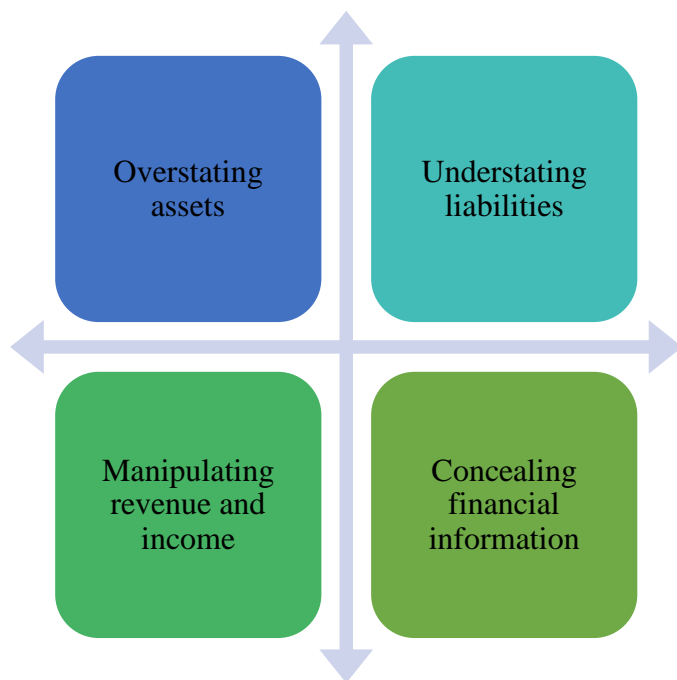 Overstating
assets
Understating
liabilities
Manipulating
revenue and
income
Concealing
financial
information